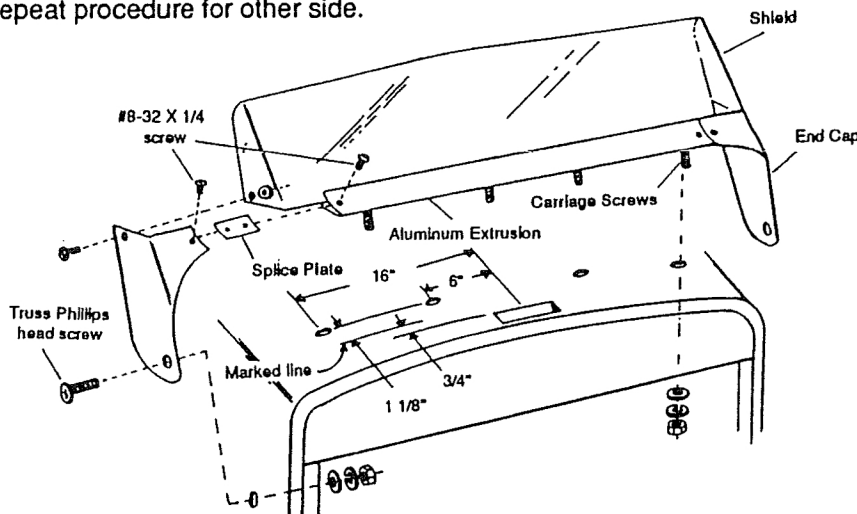 epeat procedure for other side.
Shield
#8-32 X 1/4
screw
End Cap
Carriage Screws
Aluminum Extrusion
Splice Plate
16"
6"
Truss Phillips
head screw
Marked line
3/4"
1 1/8"